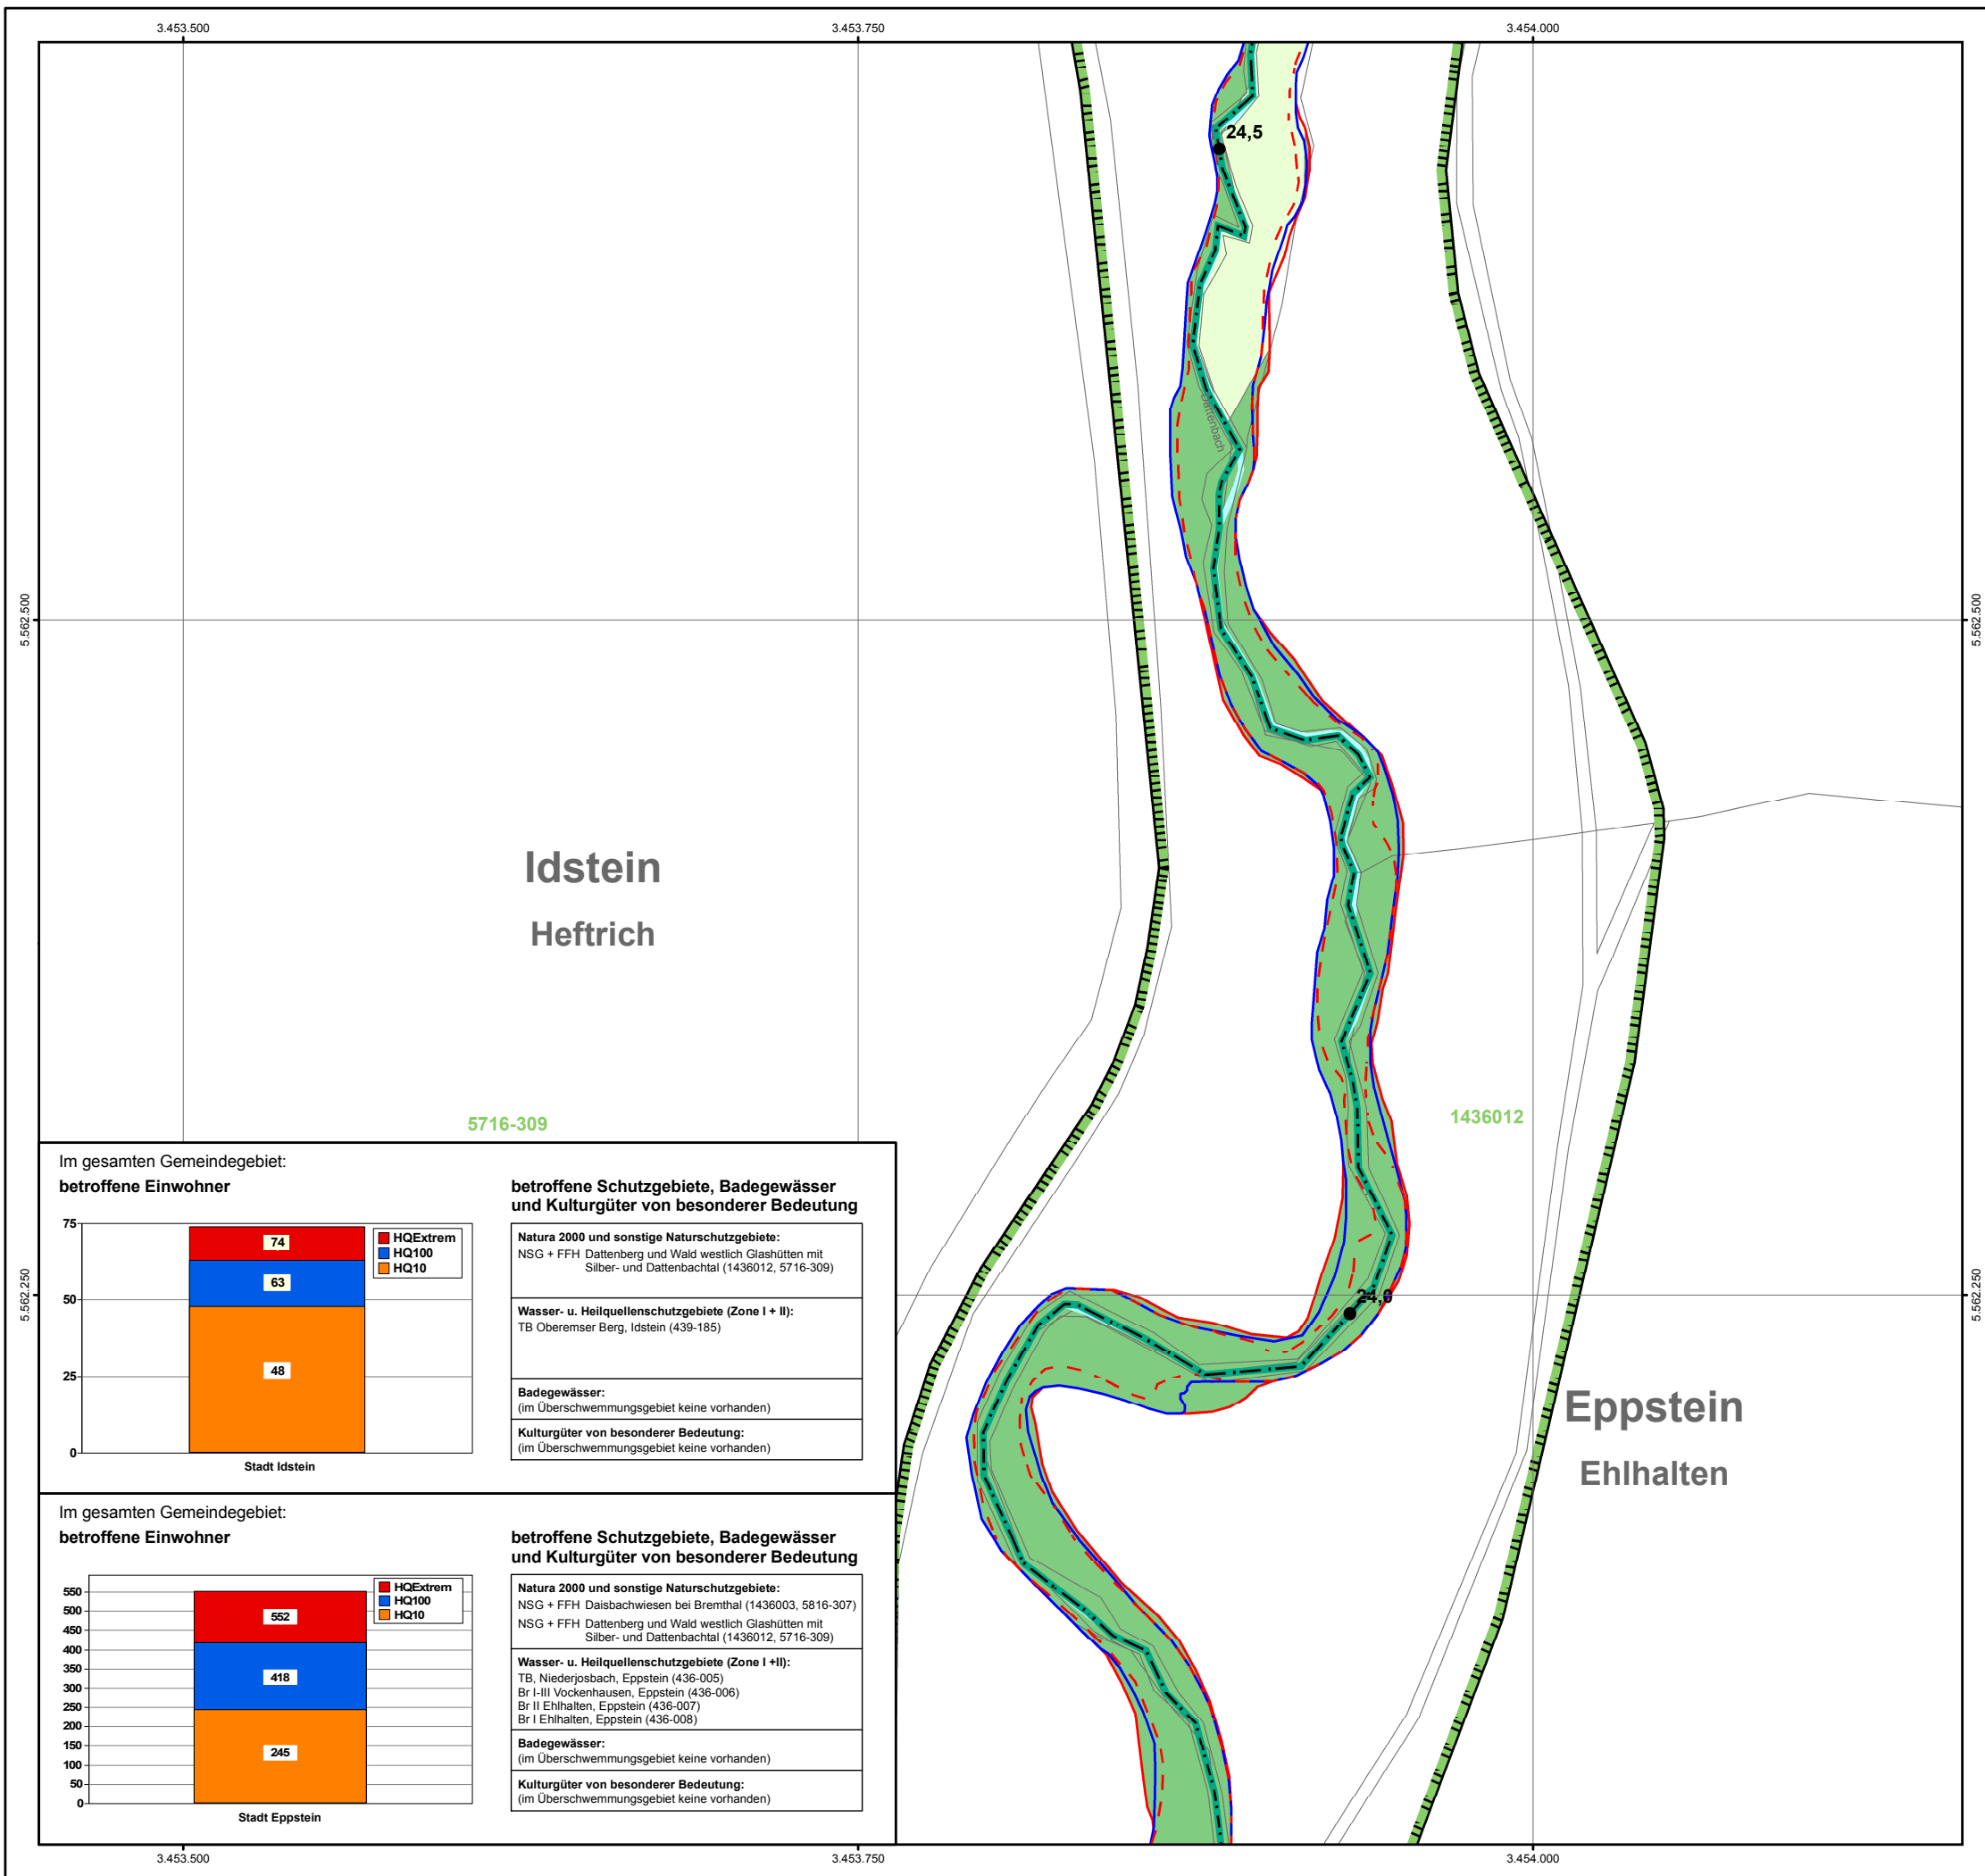 3.453.500
3.453.750
3.454.000
24,5
Dattenbach
5.562.500
5.562.500
Idstein
Heftrich
5716-309
1436012
5.562.250
5.562.250
24,0
Eppstein
Ehlhalten
Im gesamten Gemeindegebiet:
betroffene Einwohner
75
50
25
0
74
63
48
HQExtrem
HQ100
HQ10
Stadt Idstein
betroffene Schutzgebiete, Badegewässer
und Kulturgüter von besonderer Bedeutung
Natura 2000 und sonstige Naturschutzgebiete:
NSG + FFH Dattenberg und Wald westlich Glashütten mit
Silber- und Dattenbachtal (1436012, 5716-309)
Wasser- u. Heilquellenschutzgebiete (Zone I + II):
TB Oberemser Berg, Idstein (439-185)
Badegewässer:
(im Überschwemmungsgebiet keine vorhanden)
Kulturgüter von besonderer Bedeutung:
(im Überschwemmungsgebiet keine vorhanden)
Im gesamten Gemeindegebiet:
betroffene Einwohner
550
500
450
400
350
300
250
200
150
100
50
0
552
418
245
HQExtrem
HQ100
HQ10
Stadt Eppstein
betroffene Schutzgebiete, Badegewässer
und Kulturgüter von besonderer Bedeutung
Natura 2000 und sonstige Naturschutzgebiete:
NSG + FFH Daisbachwiesen bei Bremthal (1436003, 5816-307)
NSG + FFH Dattenberg und Wald westlich Glashütten mit
Silber- und Dattenbachtal (1436012, 5716-309)
Wasser- u. Heilquellenschutzgebiete (Zone I +II):
TB, Niederjosbach, Eppstein (436-005)
Br I-III Vockenhausen, Eppstein (436-006)
Br II Ehlhalten, Eppstein (436-007)
Br I Ehlhalten, Eppstein (436-008)
Badegewässer:
(im Überschwemmungsgebiet keine vorhanden)
Kulturgüter von besonderer Bedeutung:
(im Überschwemmungsgebiet keine vorhanden)
3.453.500
3.453.750
3.454.000